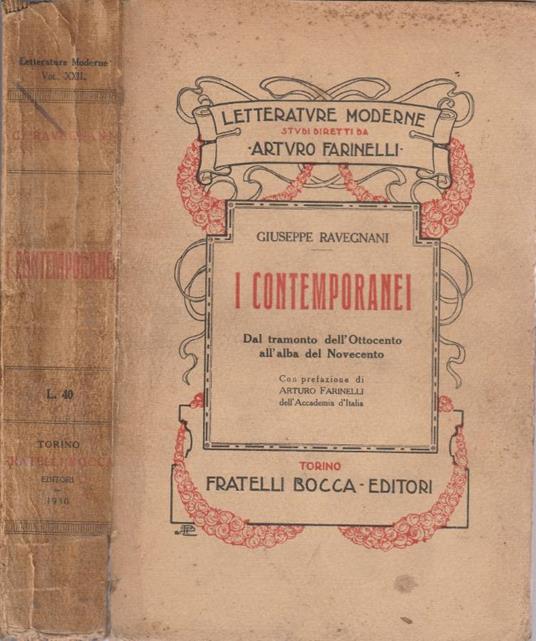 Letterature Moderne
Vol. XXII.
G. RAVEGNANI
I CONTEMPORANEI
L. 40
TORINO
FRATELLI BOCCA
EDITORI
1930
LETTERATVRE MODERNE
STVDI DIRETTI DA
·ARTVRO FARINELLI·
GIUSEPPE RAVEGNANI
I CONTEMPORANEI
Dal tramonto dell'Ottocento
all'alba del Novecento
Con prefazione di
ARTURO FARINELLI
dell'Accademia d'Italia
TORINO
FRATELLI BOCCA - EDITORI